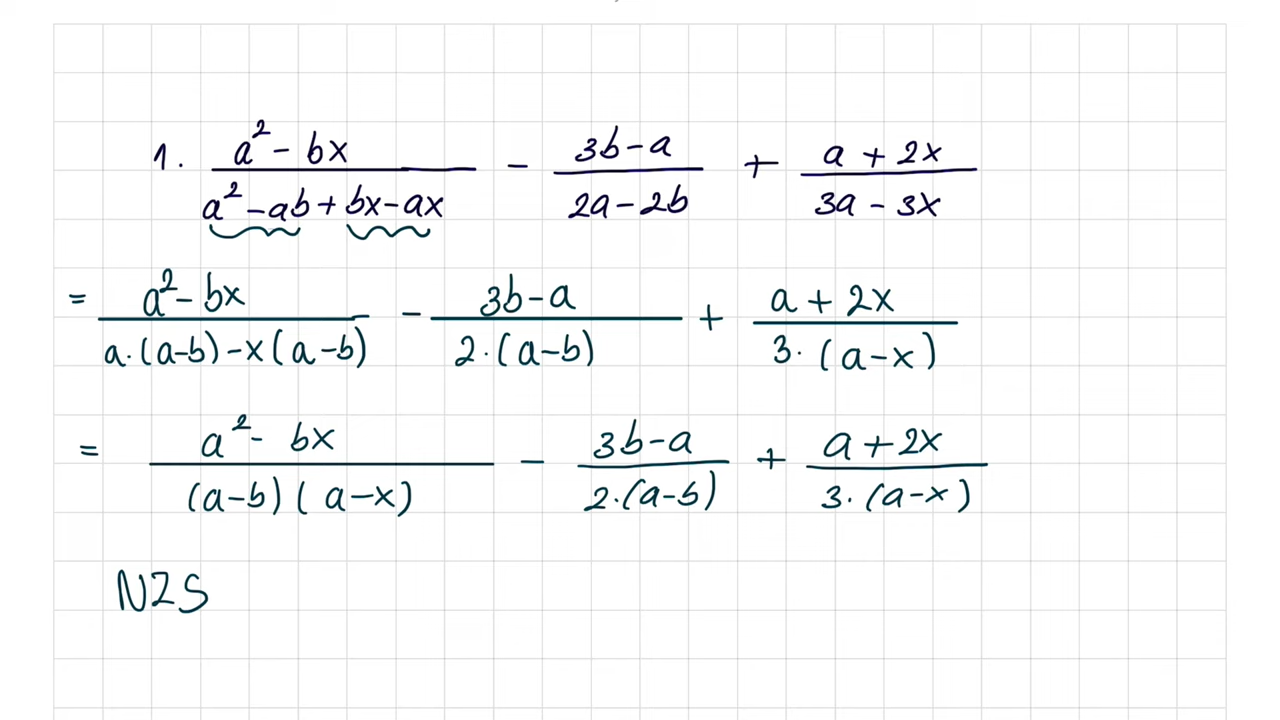 1. (a² - bx)/(a² - ab + bx - ax) - (3b - a)/(2a - 2b) + (a + 2x)/(3a - 3x)
= (a² - bx)/(a·(a-b) - x(a-b)) - (3b - a)/(2·(a-b)) + (a + 2x)/(3·(a-x))
= (a² - bx)/((a-b)(a-x)) - (3b - a)/(2·(a-b)) + (a + 2x)/(3·(a-x))
NZS